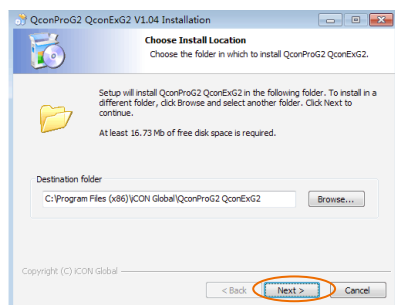 QconProG2 QconExG2 V1.04 Installation
Choose Install Location
Choose the folder in which to install QconProG2 QconExG2.
Setup will install QconProG2 QconExG2 in the following folder. To install in a
different folder, click Browse and select another folder. Click Next to
continue.
At least 16.73 Mb of free disk space is required.
Destination folder
C:\Program Files (x86)\iCON Global\QconProG2 QconExG2
Browse...
Copyright (C) iCON Global
< Back
Next >
Cancel